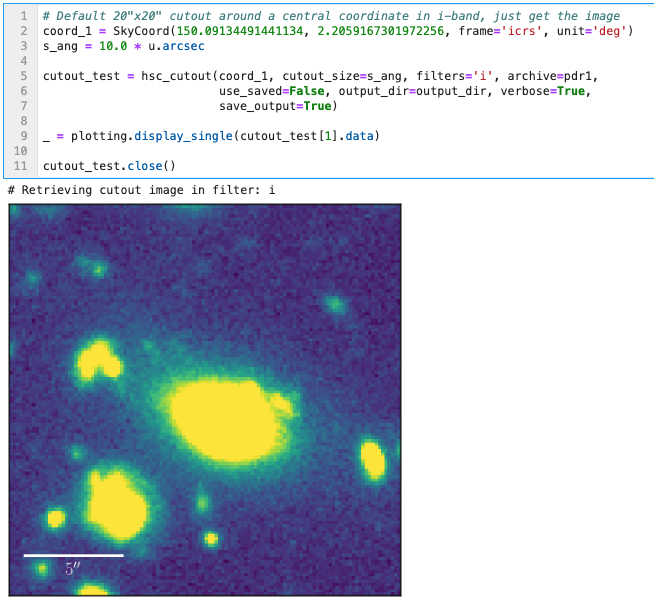 1 # Default 20"x20" cutout around a central coordinate in i-band, just get the image
2 coord_1 = SkyCoord(150.09134491441134, 2.2059167301972256, frame='icrs', unit='deg')
3 s_ang = 10.0 * u.arcsec
4
5 cutout_test = hsc_cutout(coord_1, cutout_size=s_ang, filters='i', archive=pdr1,
6 use_saved=False, output_dir=output_dir, verbose=True,
7 save_output=True)
8
9 _ = plotting.display_single(cutout_test[1].data)
10
11 cutout_test.close()
# Retrieving cutout image in filter: i
5″